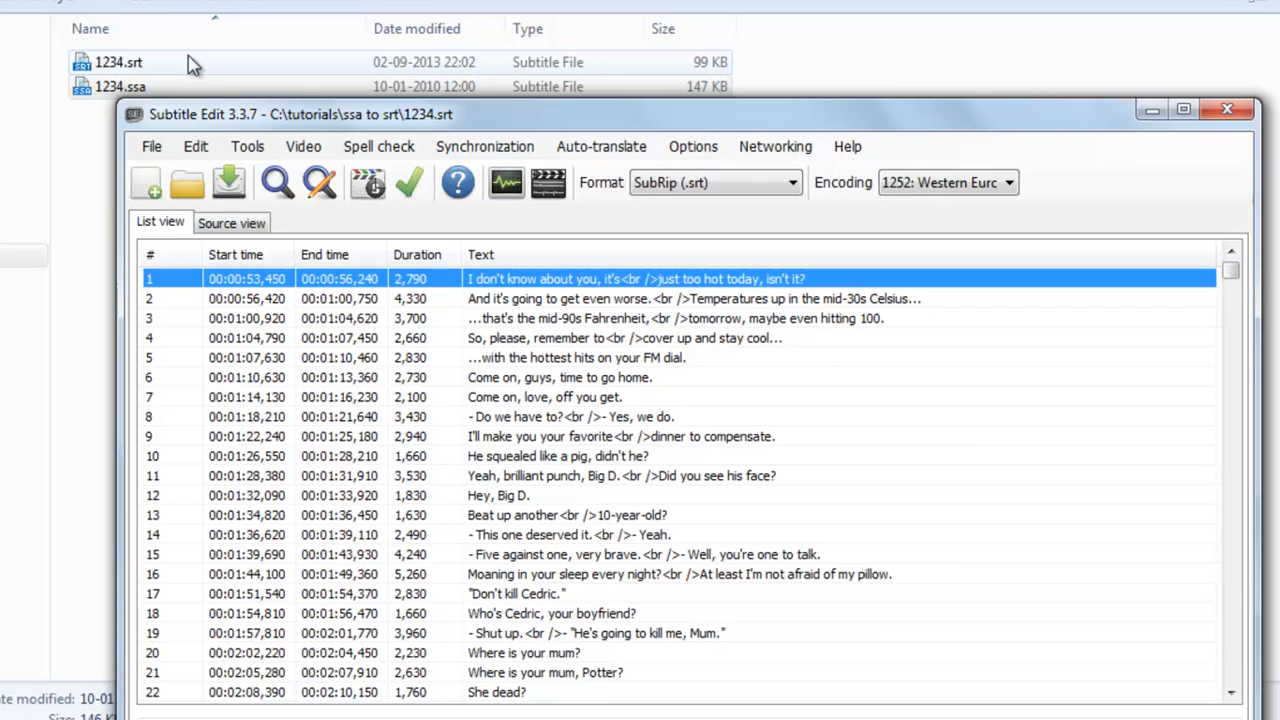 Name Date modified Type Size
1234.srt 02-09-2013 22:02 Subtitle File 99 KB
1234.ssa 10-01-2010 12:00 Subtitle File 147 KB
Subtitle Edit 3.3.7 - C:\tutorials\ssa to srt\1234.srt
File Edit Tools Video Spell check Synchronization Auto-translate Options Networking Help
Format SubRip (.srt) Encoding 1252: Western Eurc
List view Source view
# Start time End time Duration Text
1 00:00:53,450 00:00:56,240 2,790 I don't know about you, it's<br />just too hot today, isn't it?
2 00:00:56,420 00:01:00,750 4,330 And it's going to get even worse.<br />Temperatures up in the mid-30s Celsius...
3 00:01:00,920 00:01:04,620 3,700 ...that's the mid-90s Fahrenheit,<br />tomorrow, maybe even hitting 100.
4 00:01:04,790 00:01:07,450 2,660 So, please, remember to<br />cover up and stay cool...
5 00:01:07,630 00:01:10,460 2,830 ...with the hottest hits on your FM dial.
6 00:01:10,630 00:01:13,360 2,730 Come on, guys, time to go home.
7 00:01:14,130 00:01:16,230 2,100 Come on, love, off you get.
8 00:01:18,210 00:01:21,640 3,430 - Do we have to?<br />- Yes, we do.
9 00:01:22,240 00:01:25,180 2,940 I'll make you your favorite<br />dinner to compensate.
10 00:01:26,550 00:01:28,210 1,660 He squealed like a pig, didn't he?
11 00:01:28,380 00:01:31,910 3,530 Yeah, brilliant punch, Big D.<br />Did you see his face?
12 00:01:32,090 00:01:33,920 1,830 Hey, Big D.
13 00:01:34,820 00:01:36,450 1,630 Beat up another<br />10-year-old?
14 00:01:36,620 00:01:39,110 2,490 - This one deserved it.<br />- Yeah.
15 00:01:39,690 00:01:43,930 4,240 - Five against one, very brave.<br />- Well, you're one to talk.
16 00:01:44,100 00:01:49,360 5,260 Moaning in your sleep every night?<br />At least I'm not afraid of my pillow.
17 00:01:51,540 00:01:54,370 2,830 "Don't kill Cedric."
18 00:01:54,810 00:01:56,470 1,660 Who's Cedric, your boyfriend?
19 00:01:57,810 00:02:01,770 3,960 - Shut up.<br />- "He's going to kill me, Mum."
20 00:02:02,220 00:02:04,450 2,230 Where is your mum?
21 00:02:05,280 00:02:07,910 2,630 Where is your mum, Potter?
22 00:02:08,390 00:02:10,150 1,760 She dead?
te modified: 10-01
Size: 146 K